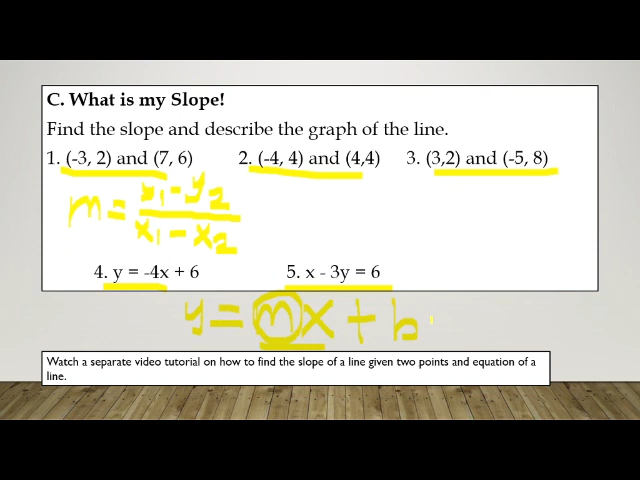 C. What is my Slope!
Find the slope and describe the graph of the line.
1. (-3, 2) and (7, 6) 2. (-4, 4) and (4,4) 3. (3,2) and (-5, 8)
m = y1 - y2 / x1 - x2
4. y = -4x + 6 5. x - 3y = 6
y = mx + b
Watch a separate video tutorial on how to find the slope of a line given two points and equation of a
line.